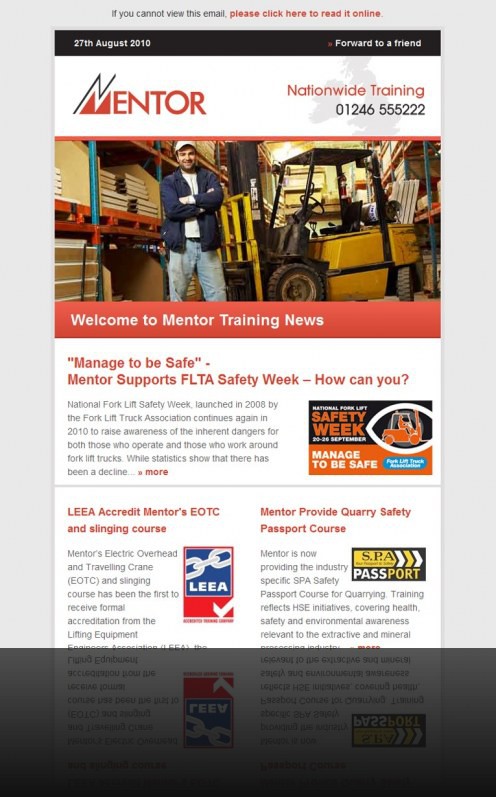 If you cannot view this email, please click here to read it online.
27th August 2010
» Forward to a friend
MENTOR
Nationwide Training
01246 555222
Welcome to Mentor Training News
"Manage to be Safe" -
Mentor Supports FLTA Safety Week – How can you?
National Fork Lift Safety Week, launched in 2008 by
the Fork Lift Truck Association continues again in
2010 to raise awareness of the inherent dangers for
both those who operate and those who work around
fork lift trucks. While statistics show that there has
been a decline... » more
NATIONAL FORK LIFT
SAFETY
WEEK
20-26 SEPTEMBER
MANAGE
TO BE SAFE
Fork Lift Truck
Association
LEEA Accredit Mentor's EOTC
and slinging course
Mentor's Electric Overhead
and Travelling Crane
(EOTC) and slinging
course has been the first to
receive formal
accreditation from the
Lifting Equipment
Engineers Association (LEEA), the
LEEA
ACCREDITED TRAINING COMPANY
Mentor Provide Quarry Safety
Passport Course
Mentor is now
providing the industry
specific SPA Safety
Passport Course for Quarrying. Training
reflects HSE initiatives, covering health,
safety and environmental awareness
relevant to the extractive and mineral
processing industry... » more
S.P.A
PASSPORT